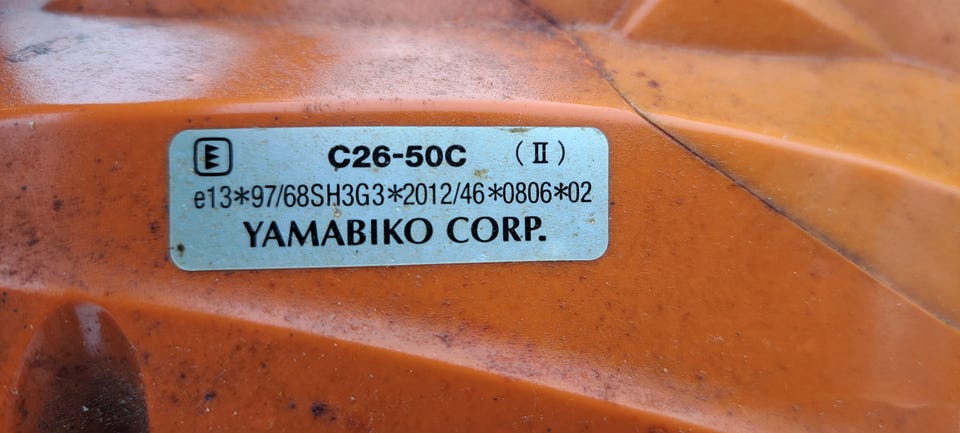 C26-50C (Ⅱ)
e13*97/68SH3G3*2012/46*0806*02
YAMABIKO CORP.